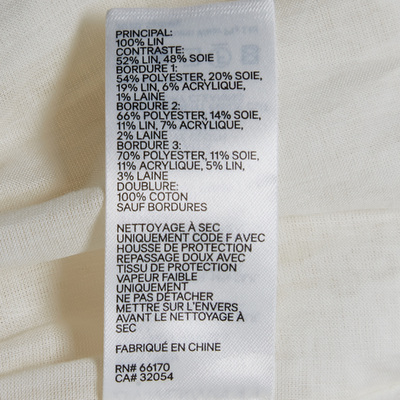 PRINCIPAL:
100% LIN
CONTRASTE:
52% LIN, 48% SOIE
BORDURE 1:
54% POLYESTER, 20% SOIE,
19% LIN, 6% ACRYLIQUE,
1% LAINE
BORDURE 2:
66% POLYESTER, 14% SOIE,
11% LIN, 7% ACRYLIQUE,
2% LAINE
BORDURE 3:
70% POLYESTER, 11% SOIE,
11% ACRYLIQUE, 5% LIN,
3% LAINE
DOUBLURE:
100% COTON
SAUF BORDURES
NETTOYAGE À SEC
UNIQUEMENT CODE F AVEC
HOUSSE DE PROTECTION
REPASSAGE DOUX AVEC
TISSU DE PROTECTION
VAPEUR FAIBLE
UNIQUEMENT
NE PAS DÉTACHER
METTRE SUR L'ENVERS
AVANT LE NETTOYAGE À
SEC
FABRIQUÉ EN CHINE
RN# 66170
CA# 32054